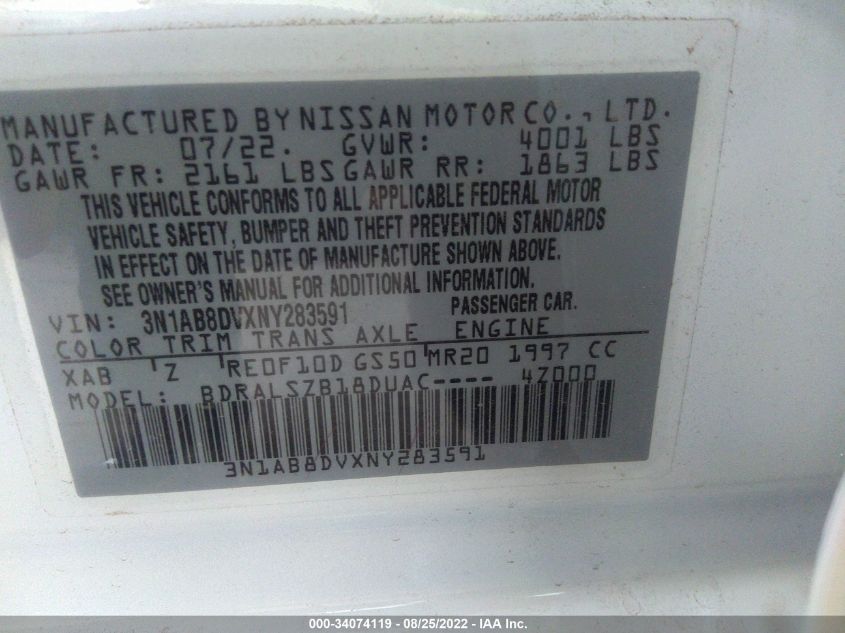 MANUFACTURED BY NISSAN MOTOR CO., LTD.
DATE: 07/22. GVWR: 4001 LBS
GAWR FR: 2161 LBS GAWR RR: 1863 LBS
THIS VEHICLE CONFORMS TO ALL APPLICABLE FEDERAL MOTOR
VEHICLE SAFETY, BUMPER AND THEFT PREVENTION STANDARDS
IN EFFECT ON THE DATE OF MANUFACTURE SHOWN ABOVE.
SEE OWNER'S MANUAL FOR ADDITIONAL INFORMATION.
VIN: 3N1AB8DVXNY283591 PASSENGER CAR.
COLOR TRIM TRANS AXLE ENGINE
XAB Z RE0F10D GS50 MR20 1997 CC
MODEL: BDRALSZB18DUAC---- 4Z000
3N1AB8DVXNY283591
000-34074119 - 08/25/2022 - IAA Inc.